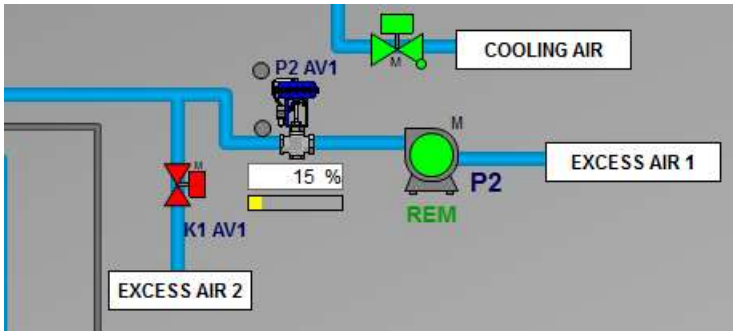 COOLING AIR
M
P2 AV1
M
EXCESS AIR 1
M
15 %
P2
K1 AV1
REM
EXCESS AIR 2